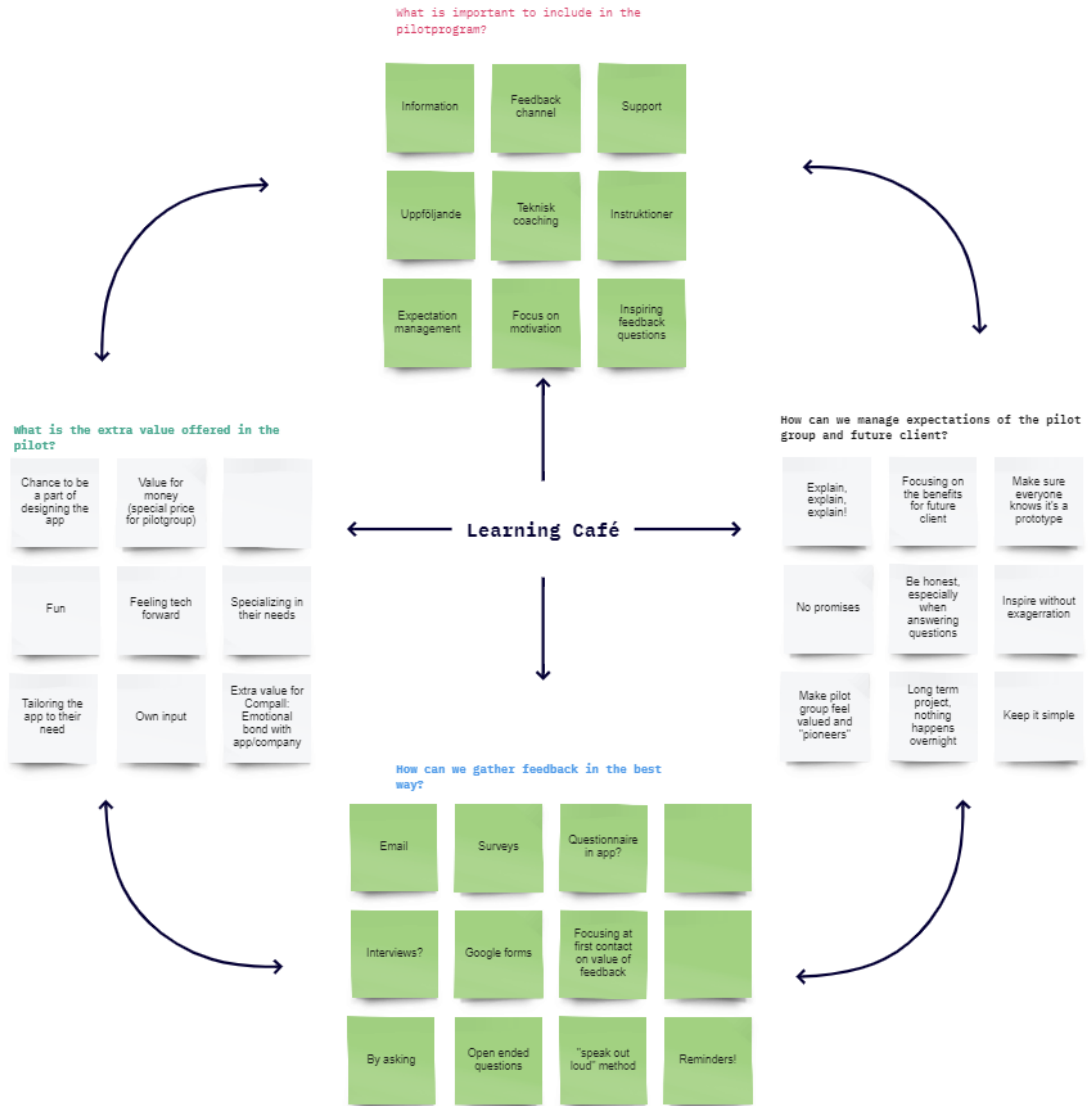 What is important to include in the
pilotprogram?
Information
Feedback
channel
Support
Uppföljande
Teknisk
coaching
Instruktioner
Expectation
management
Focus on
motivation
Inspiring
feedback
questions
What is the extra value offered in the
pilot?
Chance to be
a part of
designing the
app
Value for
money
(special price
for pilotgroup)
Fun
Feeling tech
forward
Specializing in
their needs
Tailoring the
app to their
need
Own input
Extra value for
Compall:
Emotional
bond with
app/company
Learning Café
How can we manage expectations of the pilot
group and future client?
Explain,
explain,
explain!
Focusing on
the benefits
for future
client
Make sure
everyone
knows it's a
prototype
No promises
Be honest,
especially
when
answering
questions
Inspire without
exagerration
Make pilot
group feel
valued and
"pioneers"
Long term
project,
nothing
happens
overnight
Keep it simple
How can we gather feedback in the best
way?
Email
Surveys
Questionnaire
in app?
Interviews?
Google forms
Focusing at
first contact
on value of
feedback
By asking
Open ended
questions
"speak out
loud" method
Reminders!